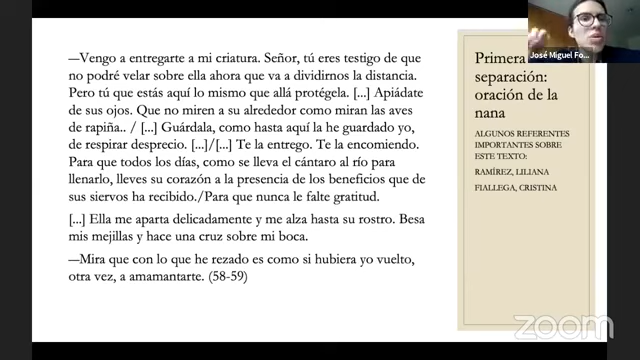 —Vengo a entregarte a mi criatura. Señor, tú eres testigo de que
no podré velar sobre ella ahora que va a dividirnos la distancia.
Pero tú que estás aquí lo mismo que allá protégela. [...] Apiádate
de sus ojos. Que no miren a su alrededor como miran las aves
de rapiña.. / [...] Guárdala, como hasta aquí la he guardado yo,
de respirar desprecio. [...]/[...] Te la entrego. Te la encomiendo.
Para que todos los días, como se lleva el cántaro al río para
llenarlo, lleves su corazón a la presencia de los beneficios que de
sus siervos ha recibido./Para que nunca le falte gratitud.
[...] Ella me aparta delicadamente y me alza hasta su rostro. Besa
mis mejillas y hace una cruz sobre mi boca.
—Mira que con lo que he rezado es como si hubiera yo vuelto,
otra vez, a amamantarte. (58-59)
Primera
separación:
oración de la
nana
ALGUNOS REFERENTES
IMPORTANTES SOBRE
ESTE TEXTO:
RAMÍREZ, LILIANA
FIALLEGA, CRISTINA
José Miguel Fo...
zoom